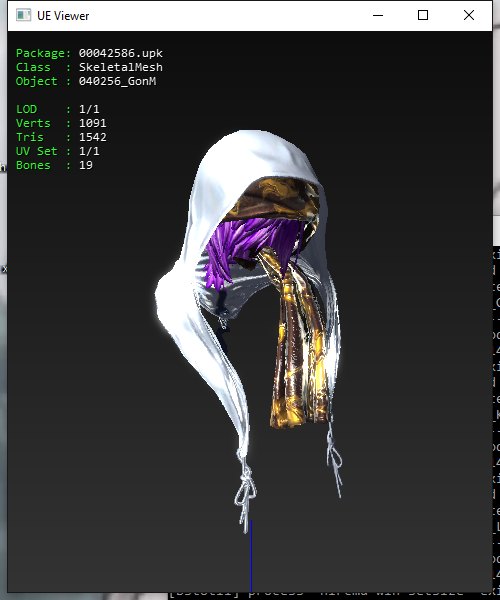 UE Viewer
Package: 00042586.upk
Class : SkeletalMesh
Object : 040256_GonM
LOD : 1/1
Verts : 1091
Tris : 1542
UV Set : 1/1
Bones : 19